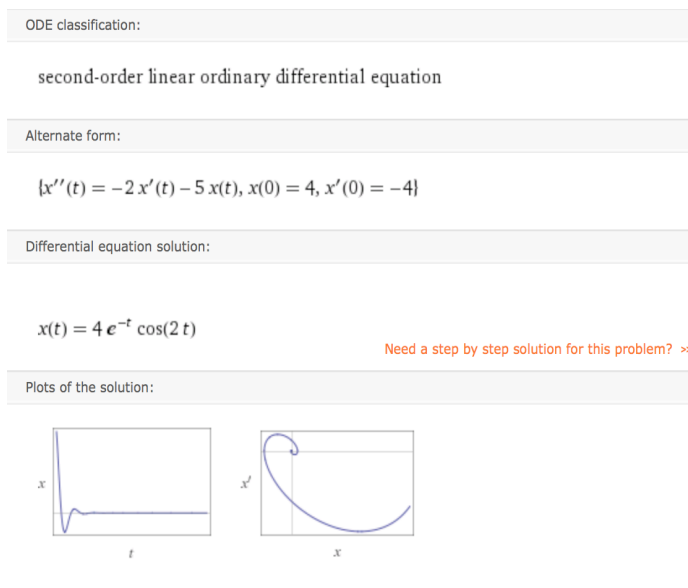 ODE classification:
second-order linear ordinary differential equation
Alternate form:
{x′′(t) = −2 x′(t) − 5 x(t), x(0) = 4, x′(0) = −4}
Differential equation solution:
x(t) = 4 e^−t cos(2 t)
Need a step by step solution for this problem? >>
Plots of the solution:
x
x′
t
x